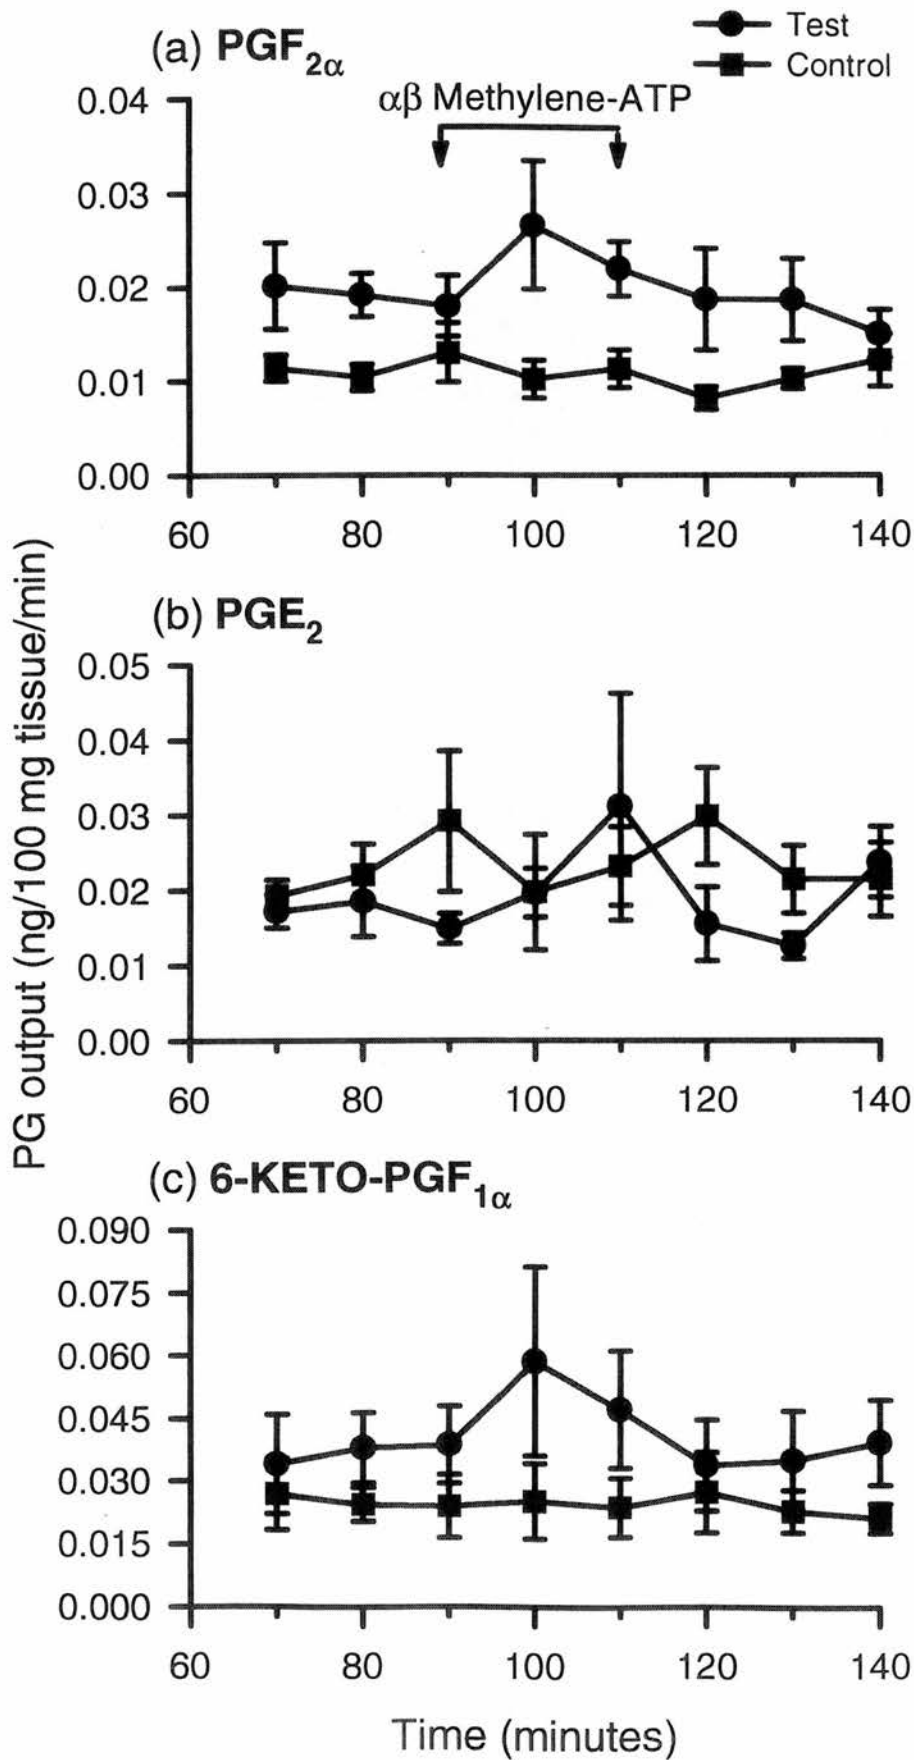 Test
(a) PGF2α
Control
αβ Methylene-ATP
0.04
0.03
0.02
0.01
0.00
60 80 100 120 140
(b) PGE2
0.05
0.04
0.03
0.02
0.01
0.00
60 80 100 120 140
PG output (ng/100 mg tissue/min)
(c) 6-KETO-PGF1α
0.090
0.075
0.060
0.045
0.030
0.015
0.000
60 80 100 120 140
Time (minutes)